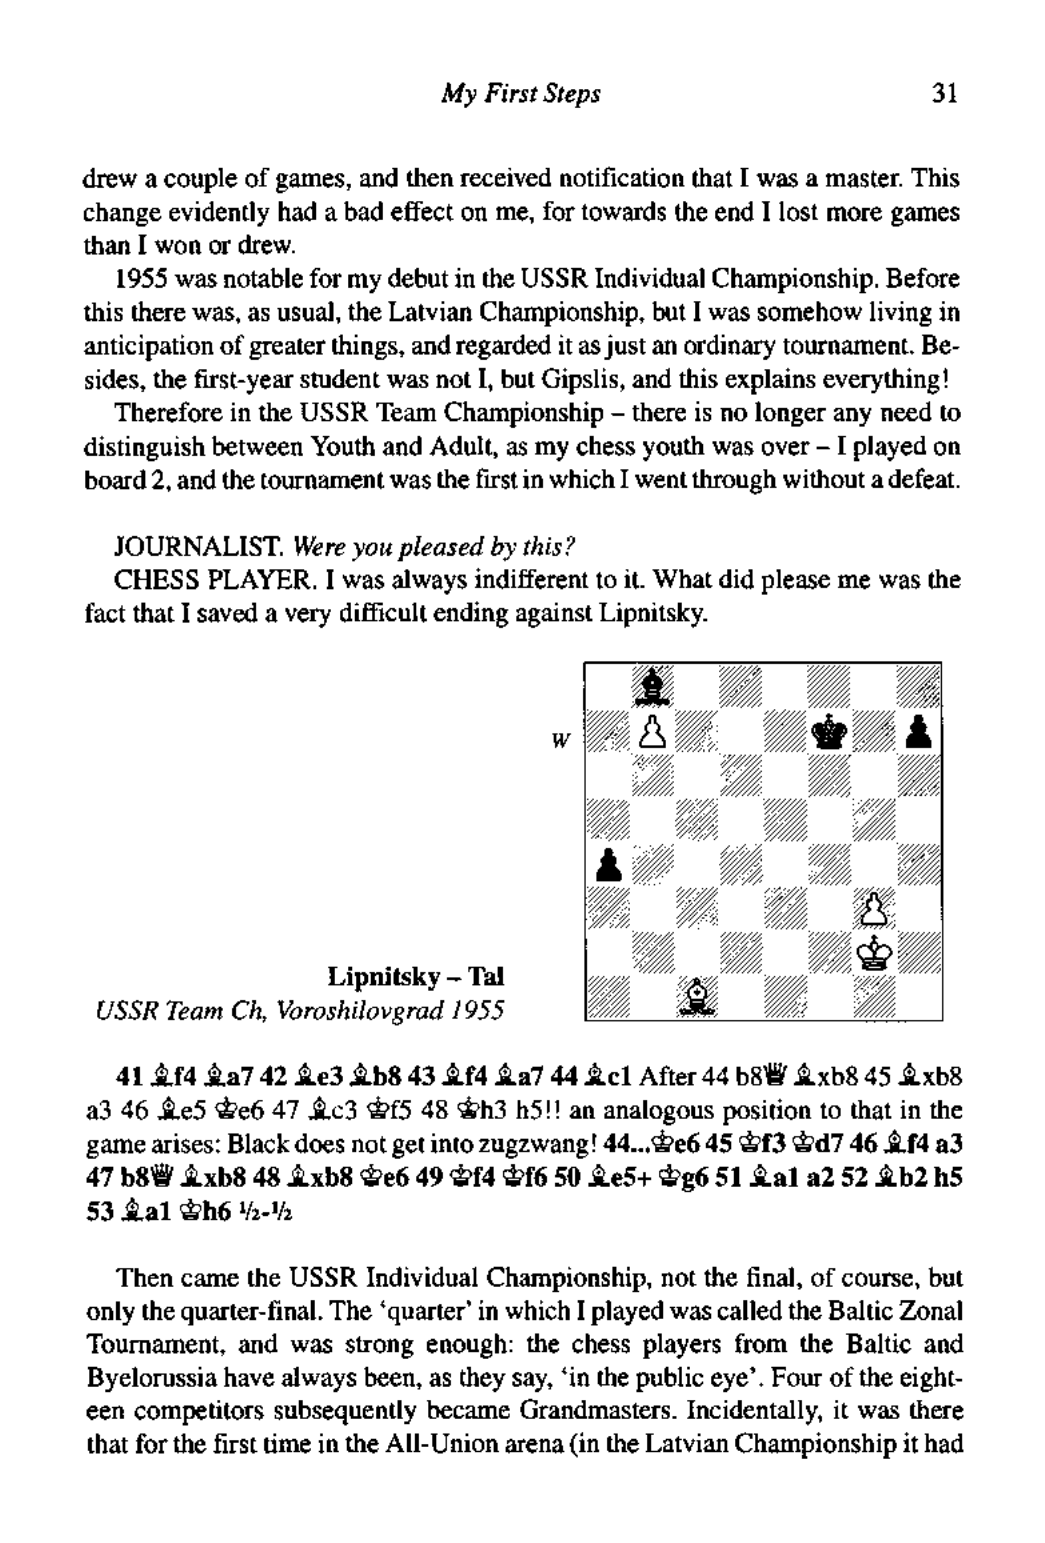 My First Steps 31
drew a couple of games, and then received notification that I was a master. This
change evidently had a bad effect on me, for towards the end I lost more games
than I won or drew.
1955 was notable for my debut in the USSR Individual Championship. Before
this there was, as usual, the Latvian Championship, but I was somehow living in
anticipation of greater things, and regarded it as just an ordinary tournament. Be-
sides, the first-year student was not I, but Gipslis, and this explains everything!
Therefore in the USSR Team Championship – there is no longer any need to
distinguish between Youth and Adult, as my chess youth was over – I played on
board 2, and the tournament was the first in which I went through without a defeat.
JOURNALIST. Were you pleased by this?
CHESS PLAYER. I was always indifferent to it. What did please me was the
fact that I saved a very difficult ending against Lipnitsky.
W
Lipnitsky – Tal
USSR Team Ch, Voroshilovgrad 1955
41 ♗f4 ♗a7 42 ♗e3 ♗b8 43 ♗f4 ♗a7 44 ♗c1 After 44 b8♕ ♗xb8 45 ♗xb8
a3 46 ♗e5 ♔e6 47 ♗c3 ♔f5 48 ♔h3 h5!! an analogous position to that in the
game arises: Black does not get into zugzwang! 44...♔e6 45 ♔f3 ♔d7 46 ♗f4 a3
47 b8♕ ♗xb8 48 ♗xb8 ♔e6 49 ♔f4 ♔f6 50 ♗e5+ ♔g6 51 ♗a1 a2 52 ♗b2 h5
53 ♗a1 ♔h6 ½-½
Then came the USSR Individual Championship, not the final, of course, but
only the quarter-final. The ‘quarter’ in which I played was called the Baltic Zonal
Tournament, and was strong enough: the chess players from the Baltic and
Byelorussia have always been, as they say, ‘in the public eye’. Four of the eight-
een competitors subsequently became Grandmasters. Incidentally, it was there
that for the first time in the All-Union arena (in the Latvian Championship it had